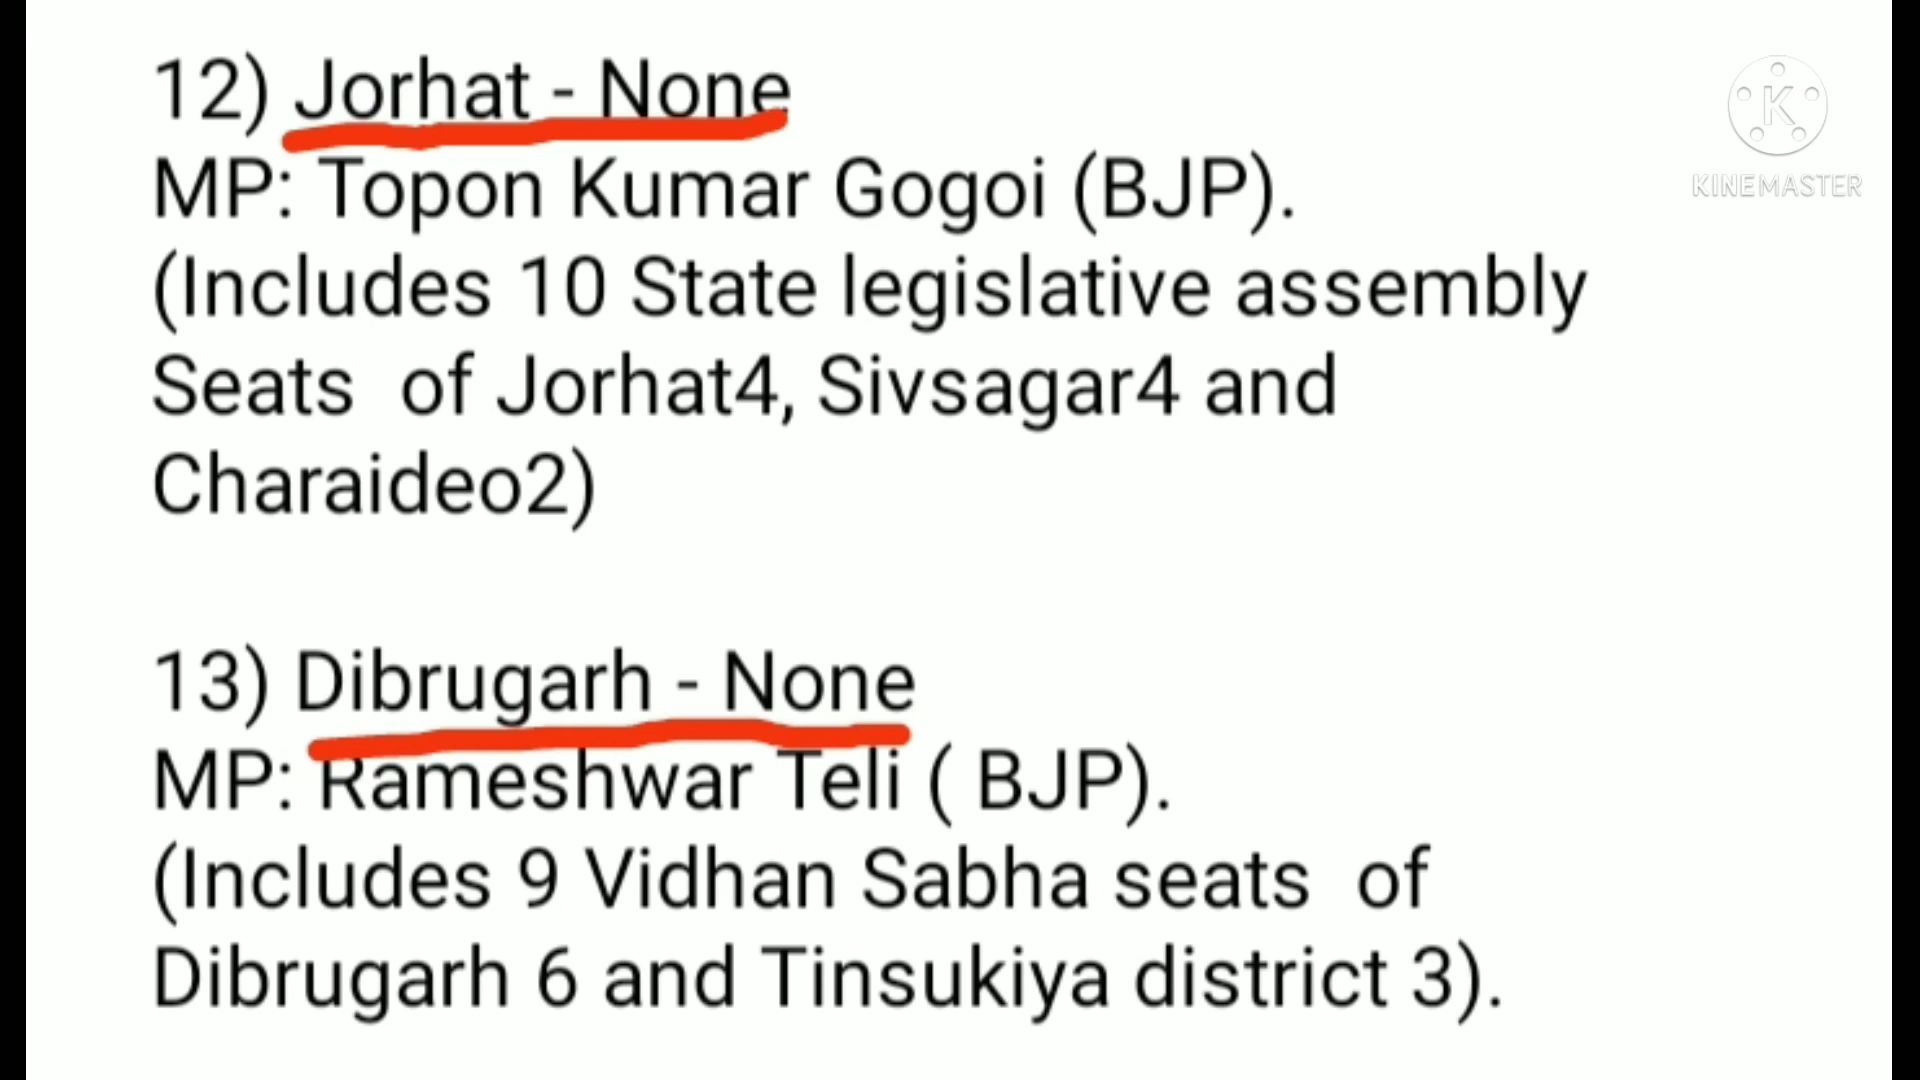 12) Jorhat - None
MP: Topon Kumar Gogoi (BJP).
(Includes 10 State legislative assembly
Seats of Jorhat4, Sivsagar4 and
Charaideo2)
13) Dibrugarh - None
MP: Rameshwar Teli ( BJP).
(Includes 9 Vidhan Sabha seats of
Dibrugarh 6 and Tinsukiya district 3).
K
KINEMASTER